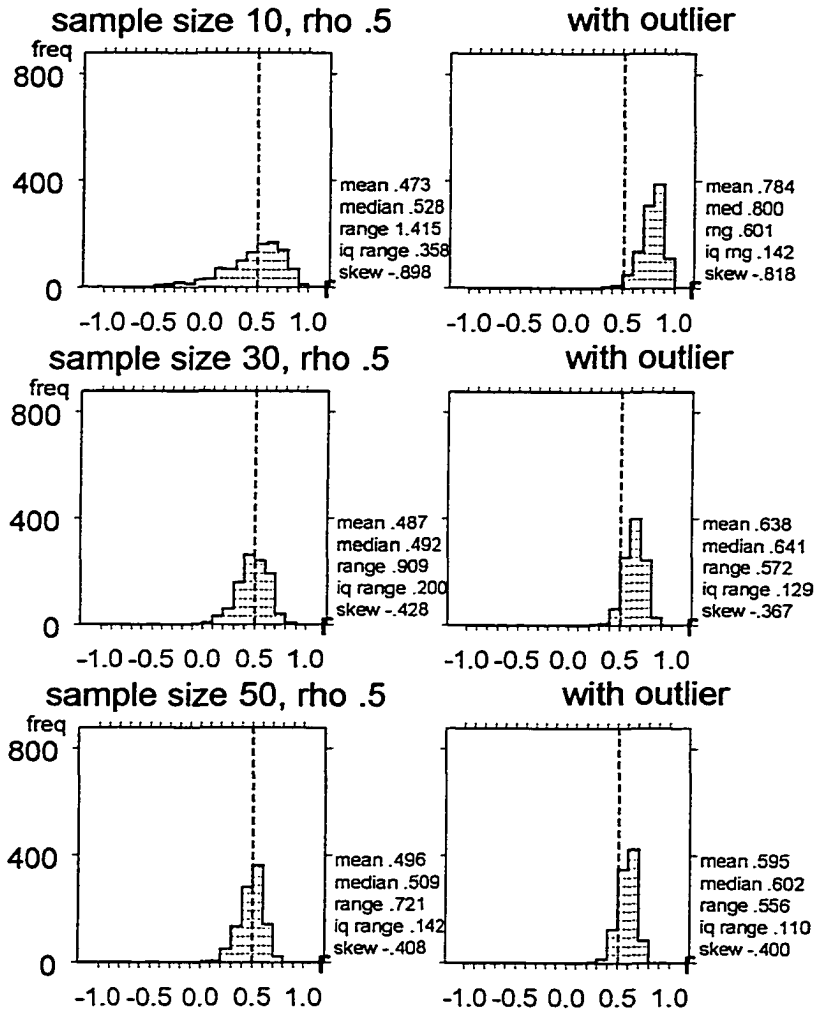 sample size 10, rho .5
freq
800
400
0
mean .473
median .528
range 1.415
iq range .358
skew -.898
-1.0 -0.5 0.0 0.5 1.0
with outlier
mean .784
med .800
rng .601
iq rng .142
skew -.818
-1.0 -0.5 0.0 0.5 1.0
sample size 30, rho .5
freq
800
400
0
mean .487
median .492
range .909
iq range .200
skew -.428
-1.0 -0.5 0.0 0.5 1.0
with outlier
mean .638
median .641
range .572
iq range .129
skew -.367
-1.0 -0.5 0.0 0.5 1.0
sample size 50, rho .5
freq
800
400
0
mean .496
median .509
range .721
iq range .142
skew -.408
-1.0 -0.5 0.0 0.5 1.0
with outlier
mean .595
median .602
range .556
iq range .110
skew -.400
-1.0 -0.5 0.0 0.5 1.0